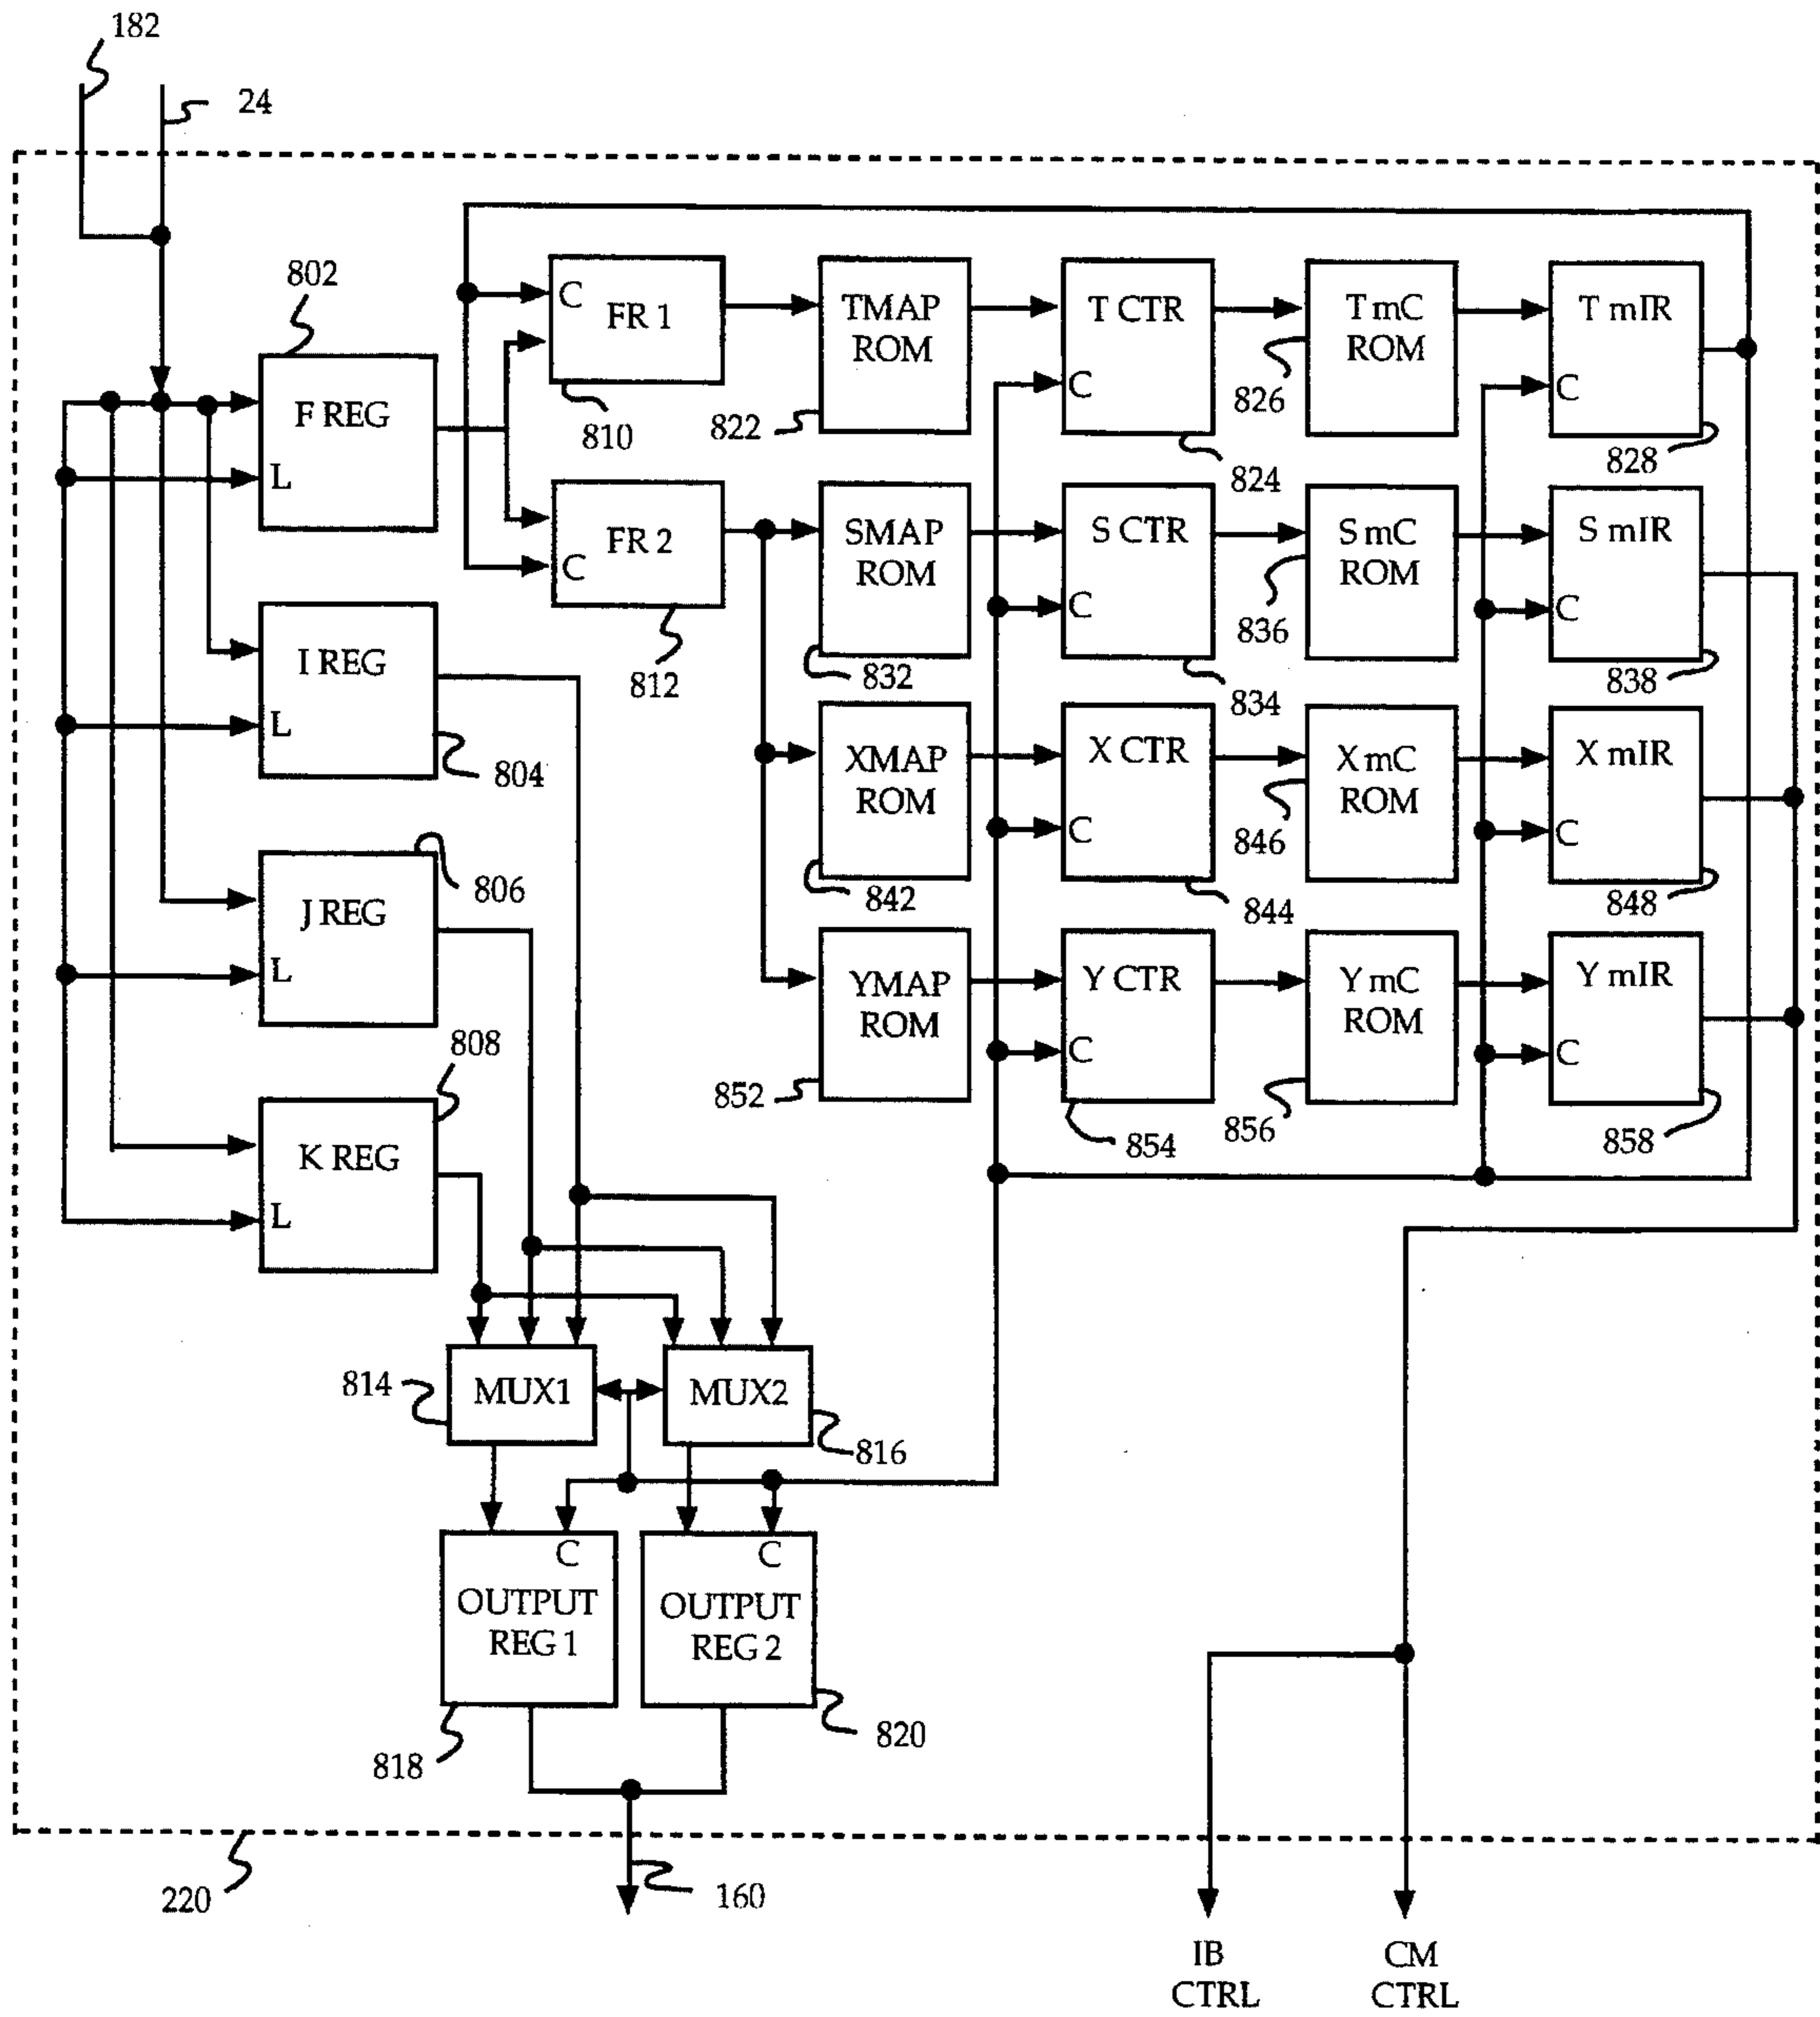 182
24
802
F REG
L
C
FR 1
810
TMAP
ROM
822
T CTR
C
824
T mC
ROM
826
T mIR
C
828
FR 2
C
812
SMAP
ROM
832
S CTR
C
834
S mC
ROM
836
S mIR
C
838
I REG
L
804
XMAP
ROM
842
X CTR
C
844
X mC
ROM
846
X mIR
C
848
J REG
L
806
YMAP
ROM
852
Y CTR
C
854
Y mC
ROM
856
Y mIR
C
858
808
K REG
L
814
MUX1
MUX2
816
C
OUTPUT
REG 1
818
C
OUTPUT
REG 2
820
220
160
IB
CTRL
CM
CTRL